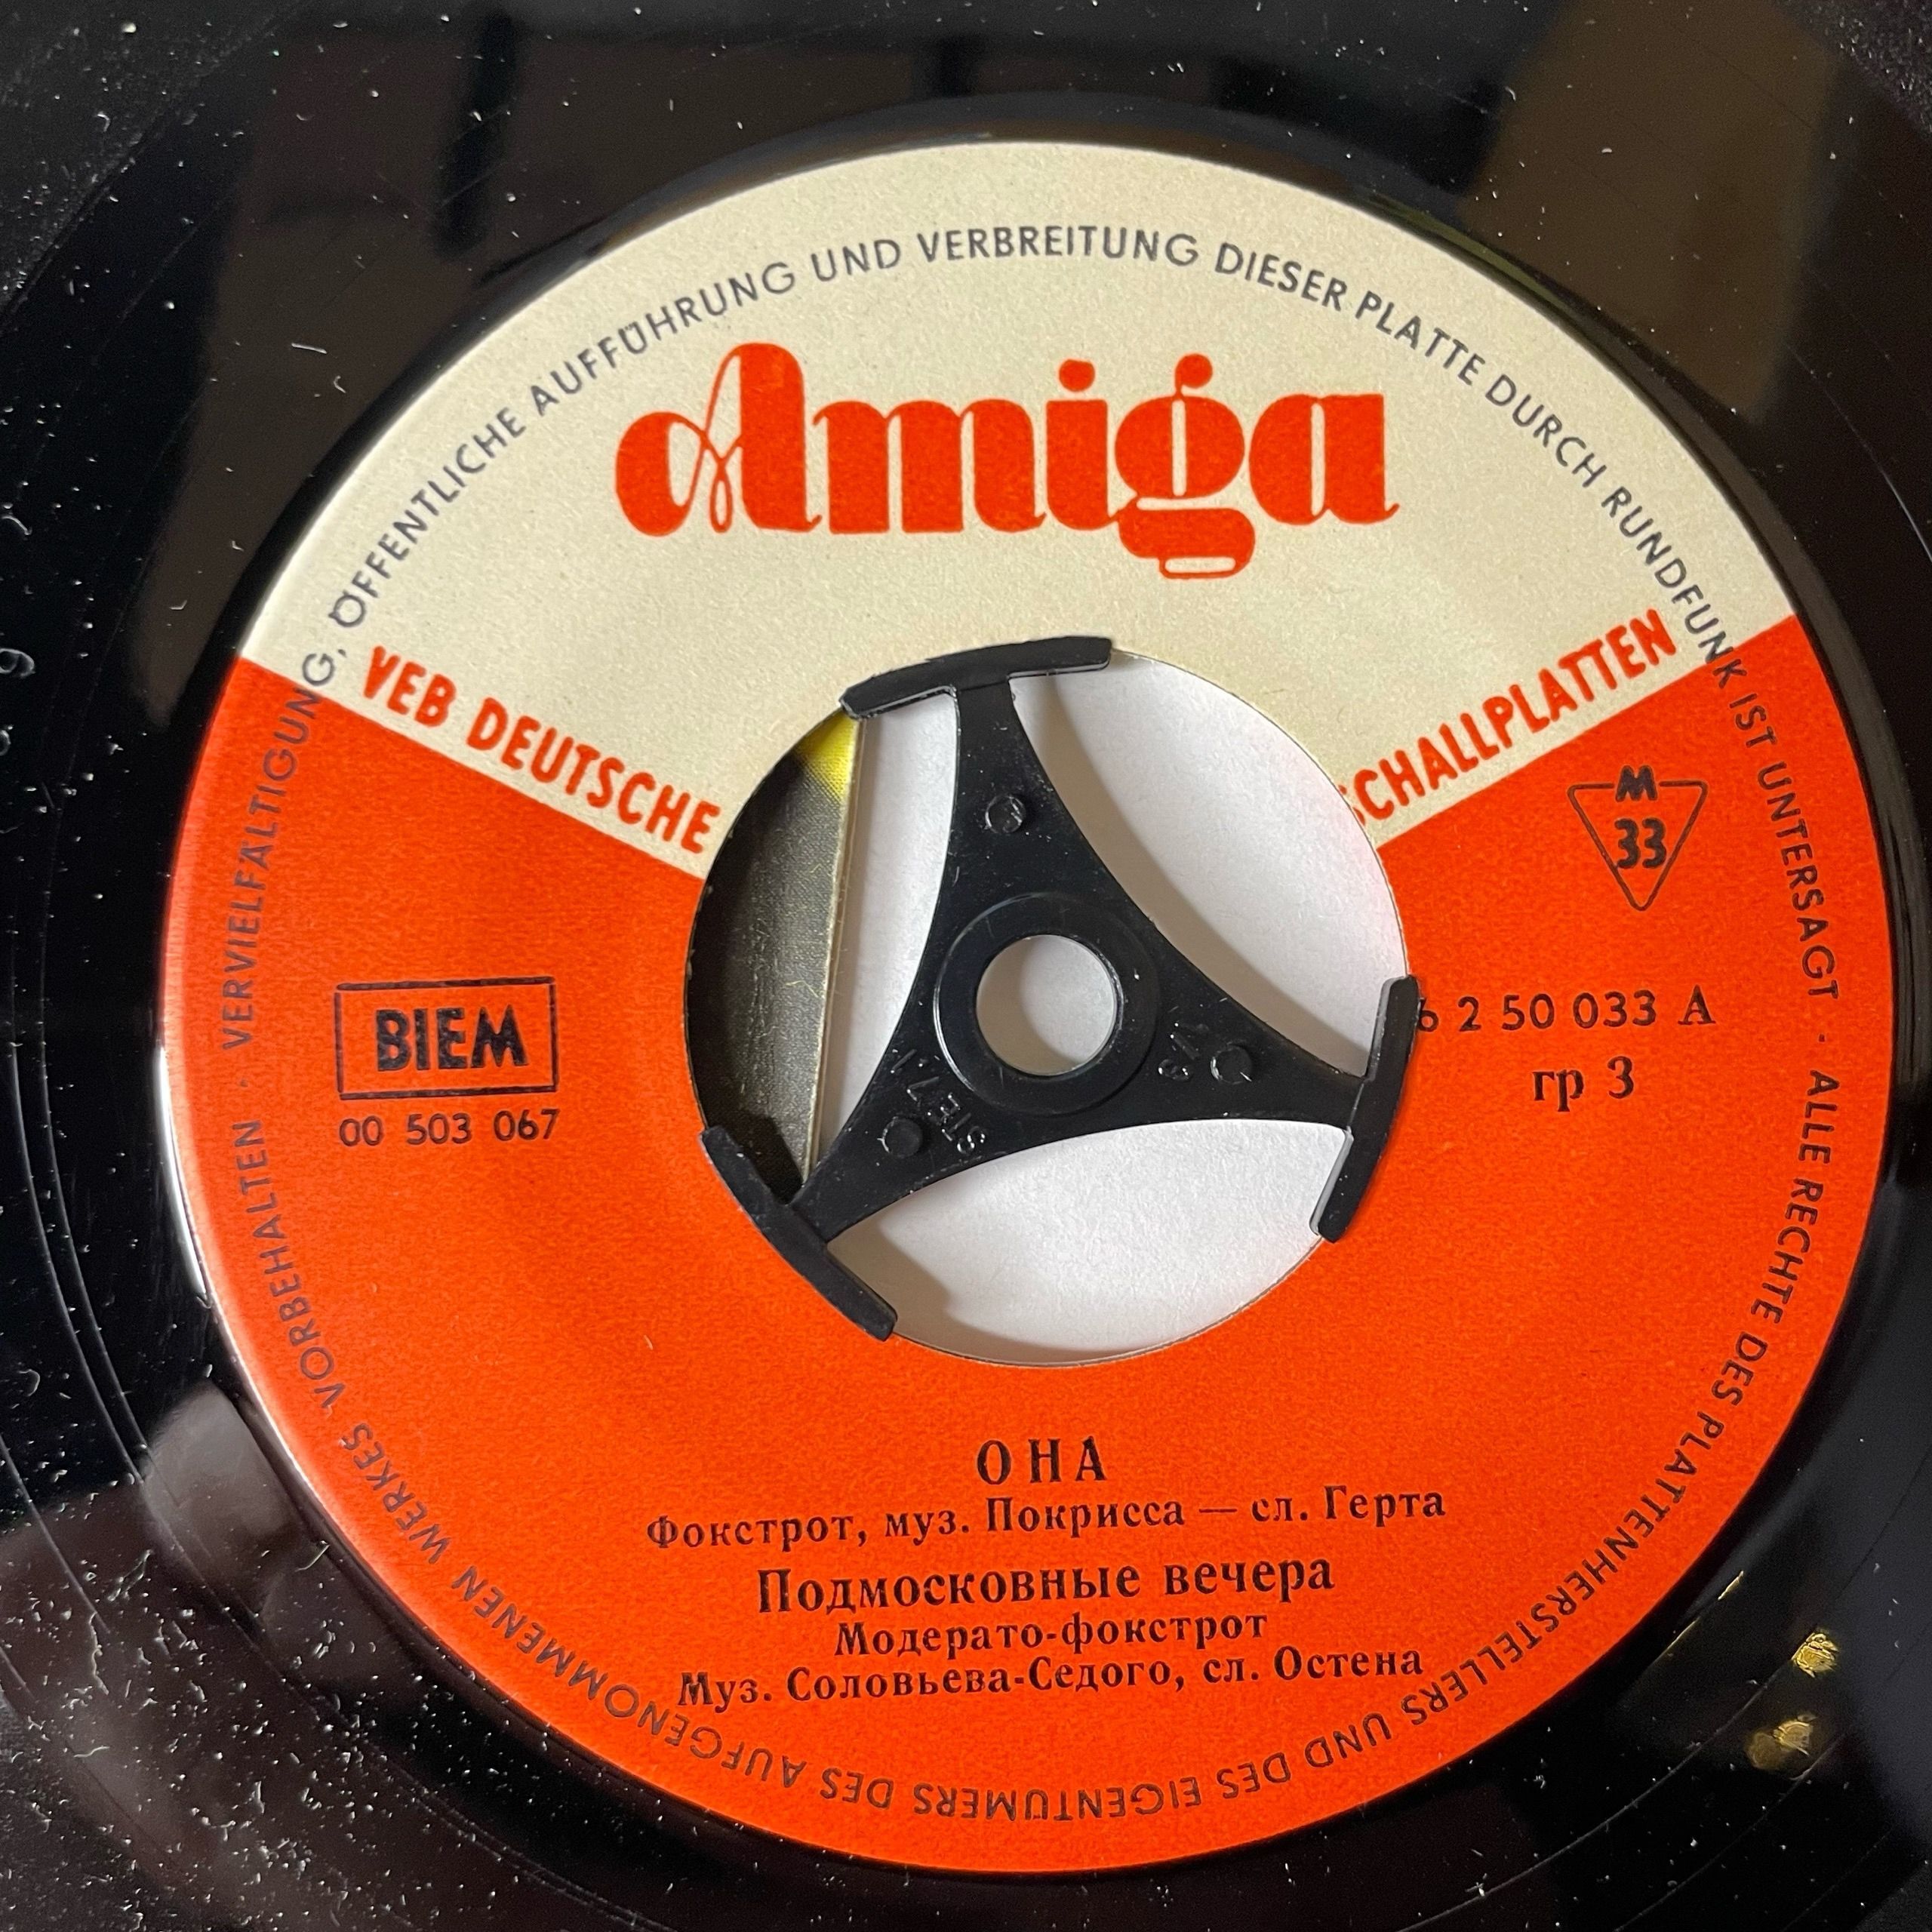 VERVIELFÄLTIGUNG, ÖFFENTLICHE AUFFÜHRUNG UND VERBREITUNG DIESER PLATTE DURCH RUNDFUNK IST UNTERSAGT · ALLE RECHTE DES PLATTENHERSTELLERS UND DES EIGENTÜMERS DES AUFGENOMMENEN WERKES VORBEHALTEN ·
Amiga
VEB DEUTSCHE SCHALLPLATTEN
M
33
BIEM
00 503 067
6 2 50 033 A
гр 3
ОНА
Фокстрот, муз. Покрисса — сл. Герта
Подмосковные вечера
Модерато-фокстрот
Муз. Соловьева-Седого, сл. Остена